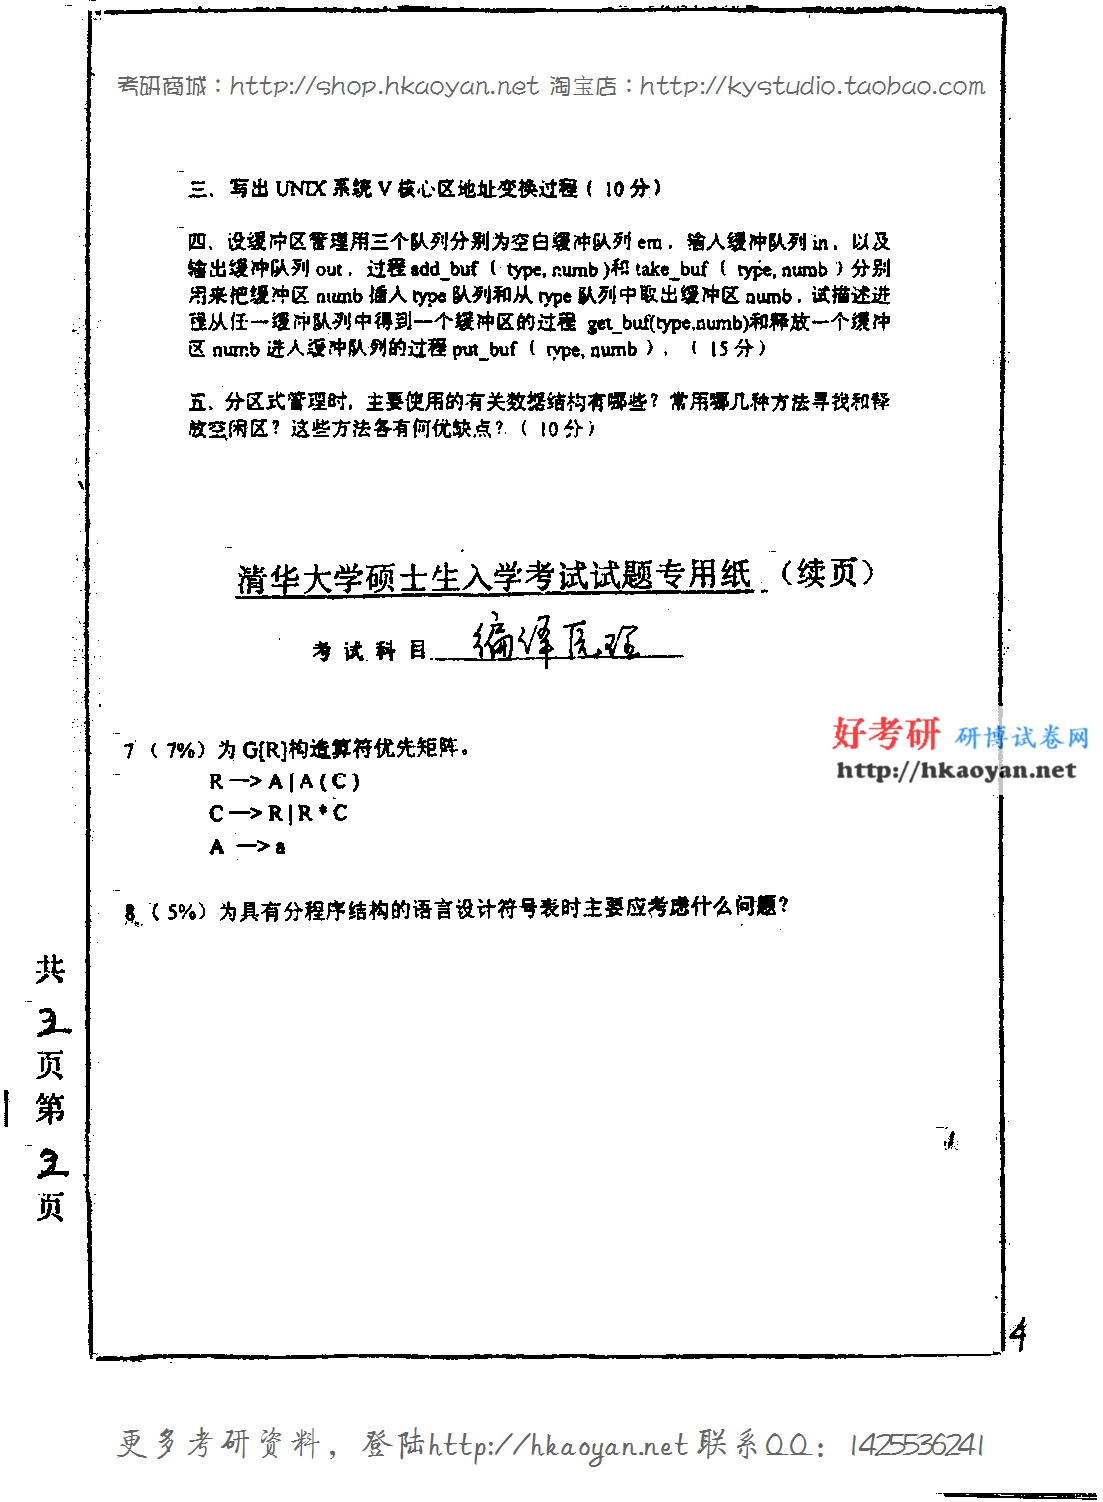 考研商城：http://shop.hkaoyan.net 淘宝店：http://kystudio.taobao.com
三、写出 UNIX 系统 V 核心区地址变换过程（10 分）
四、设缓冲区管理用三个队列分别为空白缓冲队列 em，输入缓冲队列 in，以及
输出缓冲队列 out，过程 add_buf（type, numb)和 take_buf（type, numb）分别
用来把缓冲区 numb 插入 type 队列和从 type 队列中取出缓冲区 numb，试描述进
程从任一缓冲队列中得到一个缓冲区的过程 get_buf(type,numb)和释放一个缓冲
区 numb 进入缓冲队列的过程 put_buf（type, numb），（15 分）
五、分区式管理时，主要使用的有关数据结构有哪些？常用哪几种方法寻找和释
放空闲区？这些方法各有何优缺点？（10 分）
清华大学硕士生入学考试试题专用纸（续页）
考试科目 编译原理
好考研 研博试卷网
http://hkaoyan.net
7（7%）为 G[R]构造算符优先矩阵。
R —> A | A ( C )
C —> R | R * C
A —> a
8（5%）为具有分程序结构的语言设计符号表时主要应考虑什么问题？
共
2
页
第
2
页
4
更多考研资料，登陆http://hkaoyan.net 联系QQ：1425536241